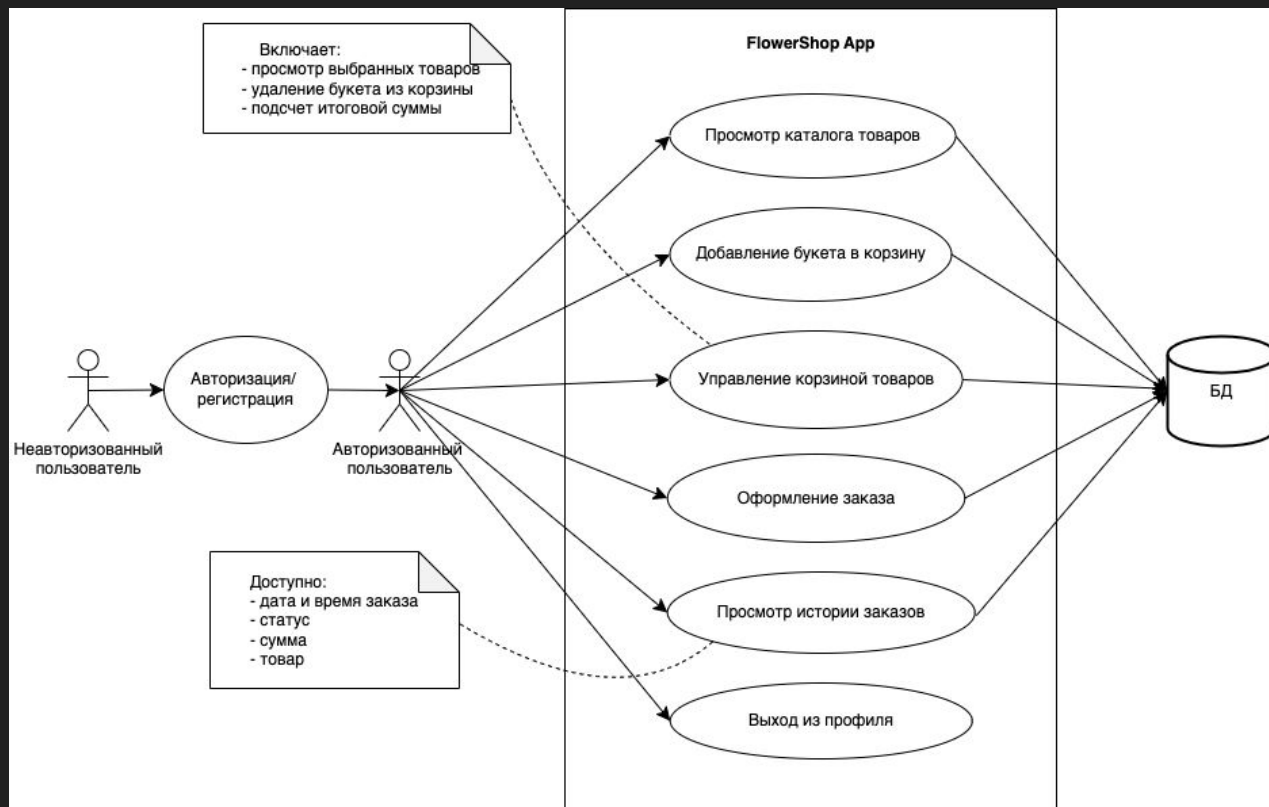 Включает:
- просмотр выбранных товаров
- удаление букета из корзины
- подсчет итоговой суммы
FlowerShop App
Просмотр каталога товаров
Добавление букета в корзину
Управление корзиной товаров
Авторизация/
регистрация
Неавторизованный
пользователь
Авторизованный
пользователь
БД
Оформление заказа
Доступно:
- дата и время заказа
- статус
- сумма
- товар
Просмотр истории заказов
Выход из профиля